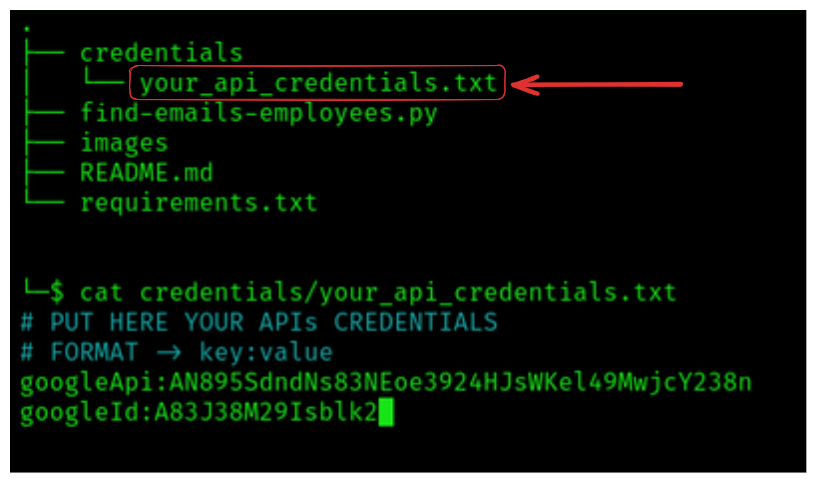 .
├── credentials
│   └── your_api_credentials.txt
├── find-emails-employees.py
├── images
├── README.md
└── requirements.txt
└─$ cat credentials/your_api_credentials.txt
# PUT HERE YOUR APIs CREDENTIALS
# FORMAT → key:value
googleApi:AN895SdndNs83NEoe3924HJsWKel49MwjcY238n
googleId:A83J38M29Isblk2